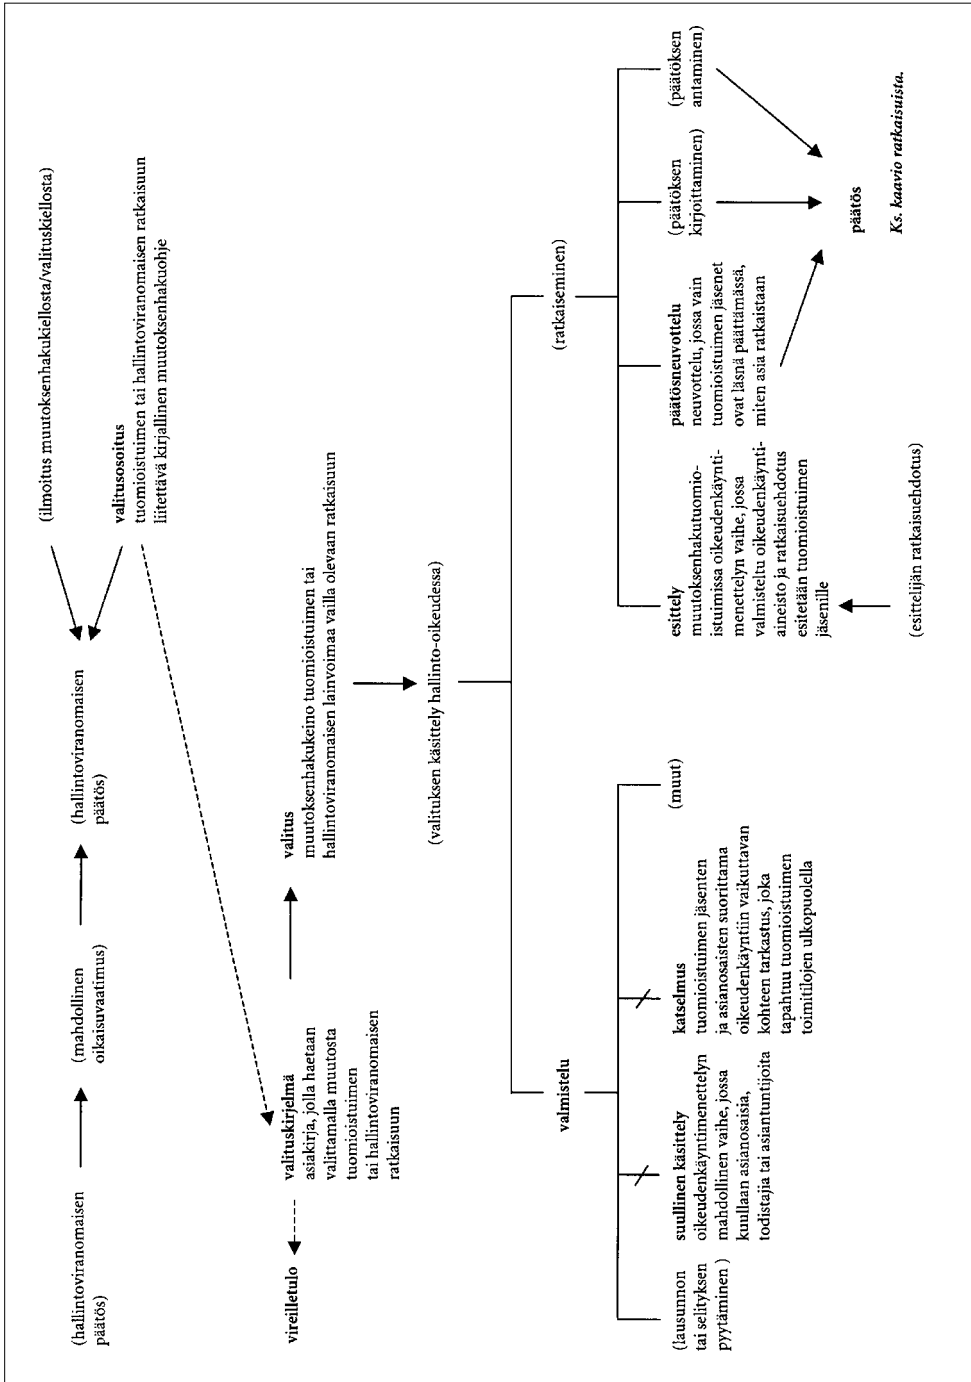 (hallintoviranomaisen
päätös)
(mahdollinen
oikaisuvaatimus)
(hallintoviranomaisen
päätös)
(ilmoitus muutoksenhakukiellosta/valituskiellosta)
valitusosoitus
tuomioistuimen tai hallintoviranomaisen ratkaisuun
liitettävä kirjallinen muutoksenhakuohje
vireilletulo
valituskirjelmä
asiakirja, jolla haetaan
valittamalla muutosta
tuomioistuimen
tai hallintoviranomaisen
ratkaisuun
valitus
muutoksenhakukeino tuomioistuimen tai
hallintoviranomaisen lainvoimaa vailla olevaan ratkaisuun
(valituksen käsittely hallinto-oikeudessa)
valmistelu
(ratkaiseminen)
(lausunnon
tai selityksen
pyytäminen )
suullinen käsittely
oikeudenkäyntimenettelyn
mahdollinen vaihe, jossa
kuullaan asianosaisia,
todistajia tai asiantuntijoita
katselmus
tuomioistuimen jäsenten
ja asianosaisten suorittama
oikeudenkäyntiin vaikuttavan
kohteen tarkastus, joka
tapahtuu tuomioistuimen
toimitilojen ulkopuolella
(muut)
esittely
muutoksenhakutuomio-
istuimissa oikeudenkäynti-
menettelyn vaihe, jossa
valmisteltu oikeudenkäynti-
aineisto ja ratkaisuehdotus
esitetään tuomioistuimen
jäsenille
(esittelijän ratkaisuehdotus)
päätösneuvottelu
neuvottelu, jossa vain
tuomioistuimen jäsenet
ovat läsnä päättämässä,
miten asia ratkaistaan
(päätöksen
kirjoittaminen)
(päätöksen
antaminen)
päätös
Ks. kaavio ratkaisuista.